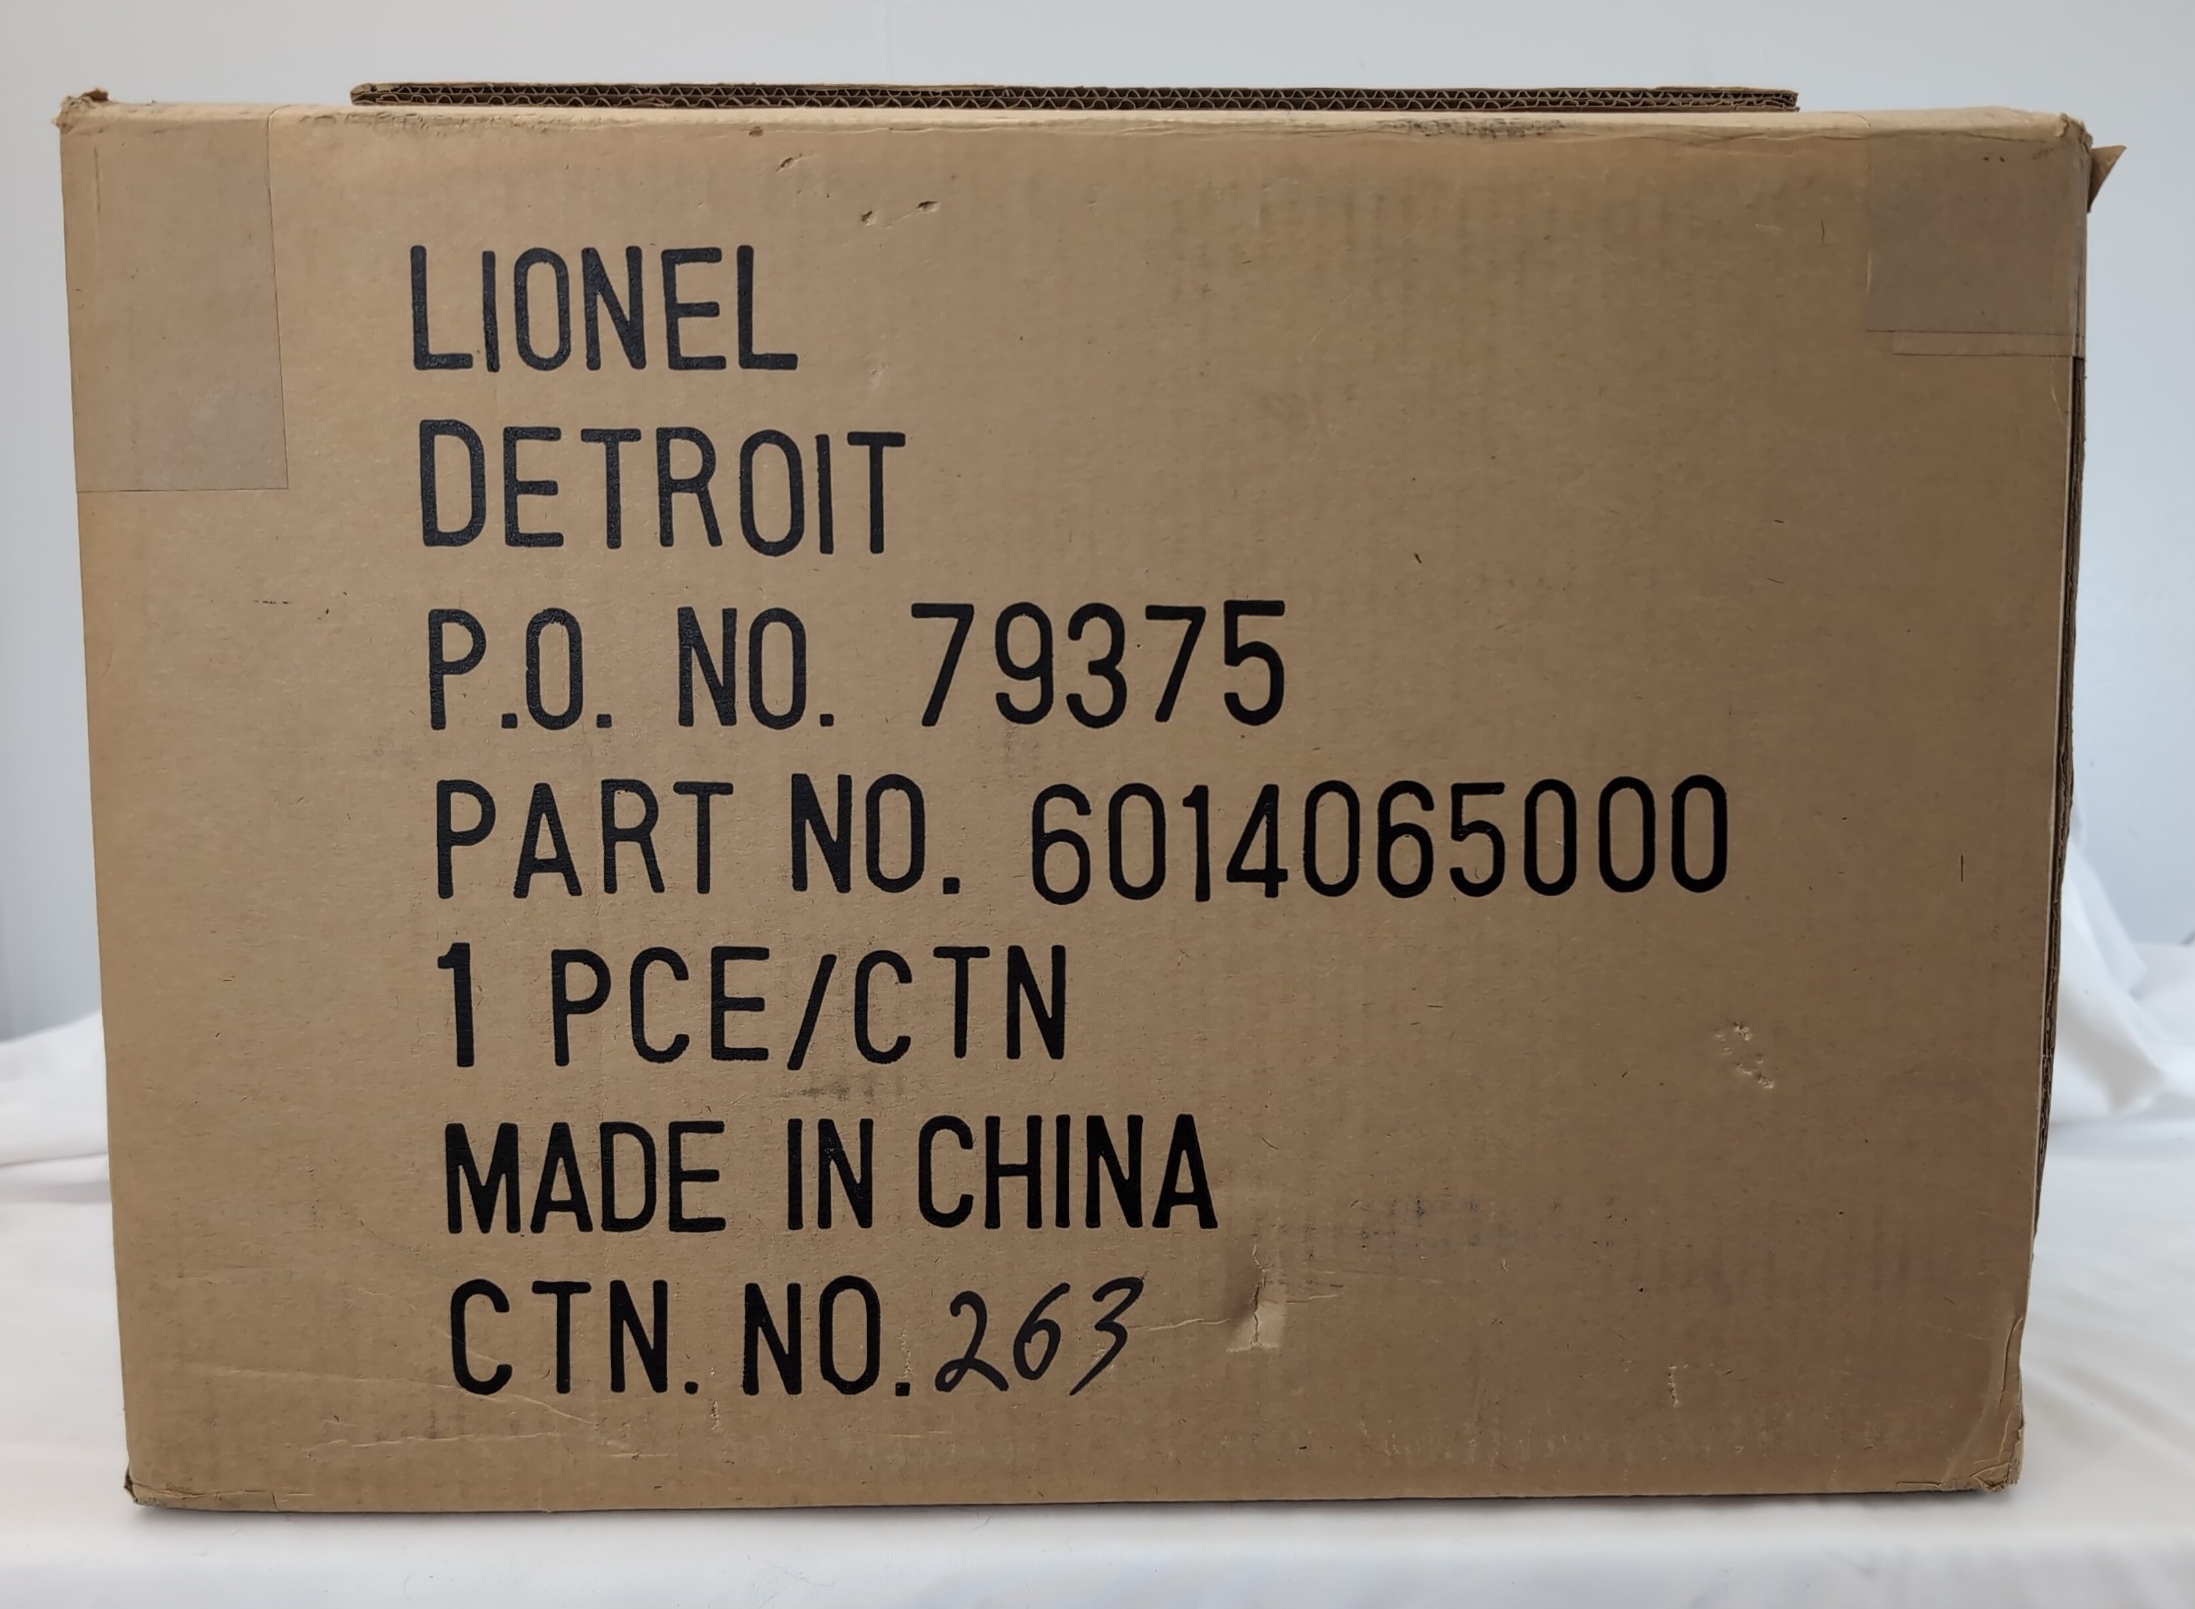 LIONEL
DETROIT
P.O. NO. 79375
PART NO. 6014065000
1 PCE/CTN
MADE IN CHINA
CTN. NO. 263